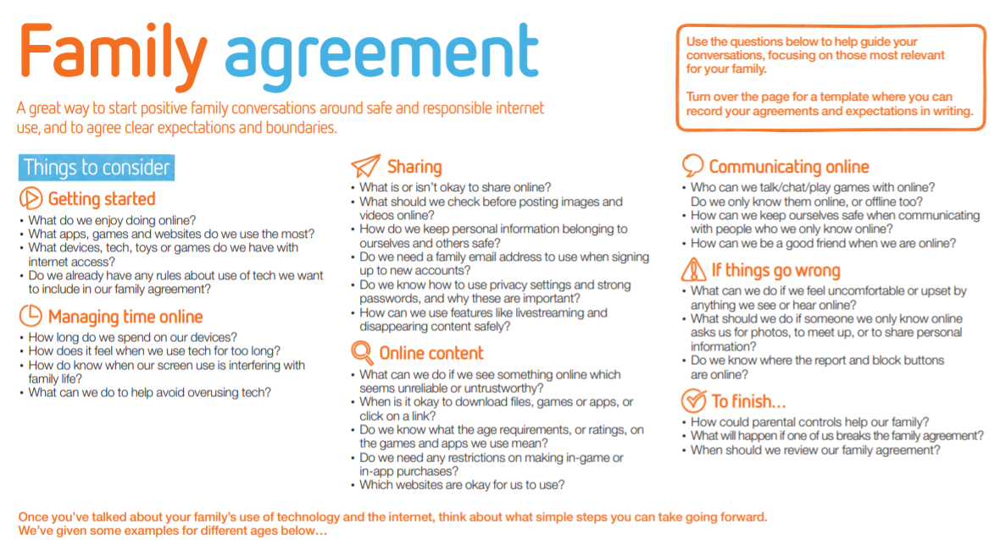 Family agreement
A great way to start positive family conversations around safe and responsible internet
use, and to agree clear expectations and boundaries.
Use the questions below to help guide your
conversations, focusing on those most relevant
for your family.
Turn over the page for a template where you can
record your agreements and expectations in writing.
Things to consider
Getting started
• What do we enjoy doing online?
• What apps, games and websites do we use the most?
• What devices, tech, toys or games do we have with
internet access?
• Do we already have any rules about use of tech we want
to include in our family agreement?
Managing time online
• How long do we spend on our devices?
• How does it feel when we use tech for too long?
• How do know when our screen use is interfering with
family life?
• What can we do to help avoid overusing tech?
Sharing
• What is or isn't okay to share online?
• What should we check before posting images and
videos online?
• How do we keep personal information belonging to
ourselves and others safe?
• Do we need a family email address to use when signing
up to new accounts?
• Do we know how to use privacy settings and strong
passwords, and why these are important?
• How can we use features like livestreaming and
disappearing content safely?
Online content
• What can we do if we see something online which
seems unreliable or untrustworthy?
• When is it okay to download files, games or apps, or
click on a link?
• Do we know what the age requirements, or ratings, on
the games and apps we use mean?
• Do we need any restrictions on making in-game or
in-app purchases?
• Which websites are okay for us to use?
Communicating online
• Who can we talk/chat/play games with online?
Do we only know them online, or offline too?
• How can we keep ourselves safe when communicating
with people who we only know online?
• How can we be a good friend when we are online?
If things go wrong
• What can we do if we feel uncomfortable or upset by
anything we see or hear online?
• What should we do if someone we only know online
asks us for photos, to meet up, or to share personal
information?
• Do we know where the report and block buttons
are online?
To finish...
• How could parental controls help our family?
• What will happen if one of us breaks the family agreement?
• When should we review our family agreement?
Once you've talked about your family's use of technology and the internet, think about what simple steps you can take going forward.
We've given some examples for different ages below...